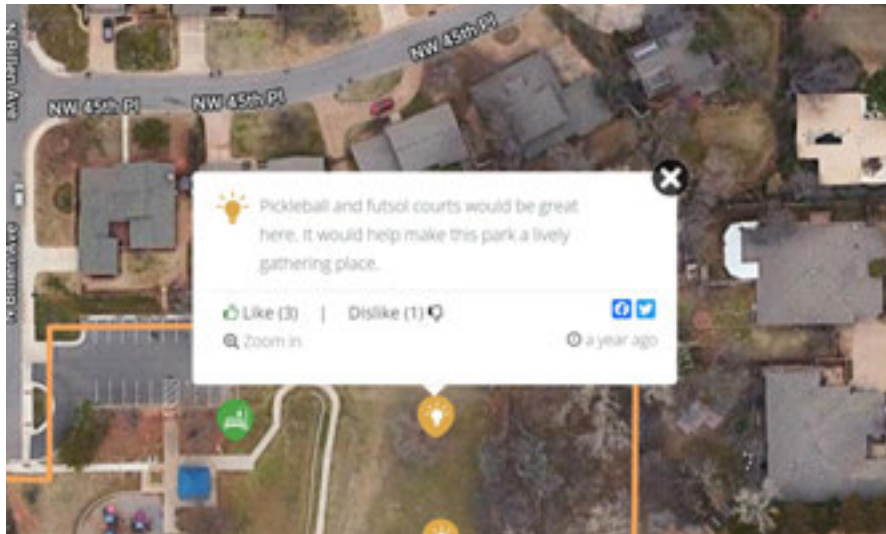 NW 45th Pl
NW 45th Pl
NW 45th Pl
N Billen Ave
N Billen Ave
Pickleball and futsol courts would be great
here. It would help make this park a lively
gathering place.
Like (3) | Dislike (1)
Zoom in
a year ago